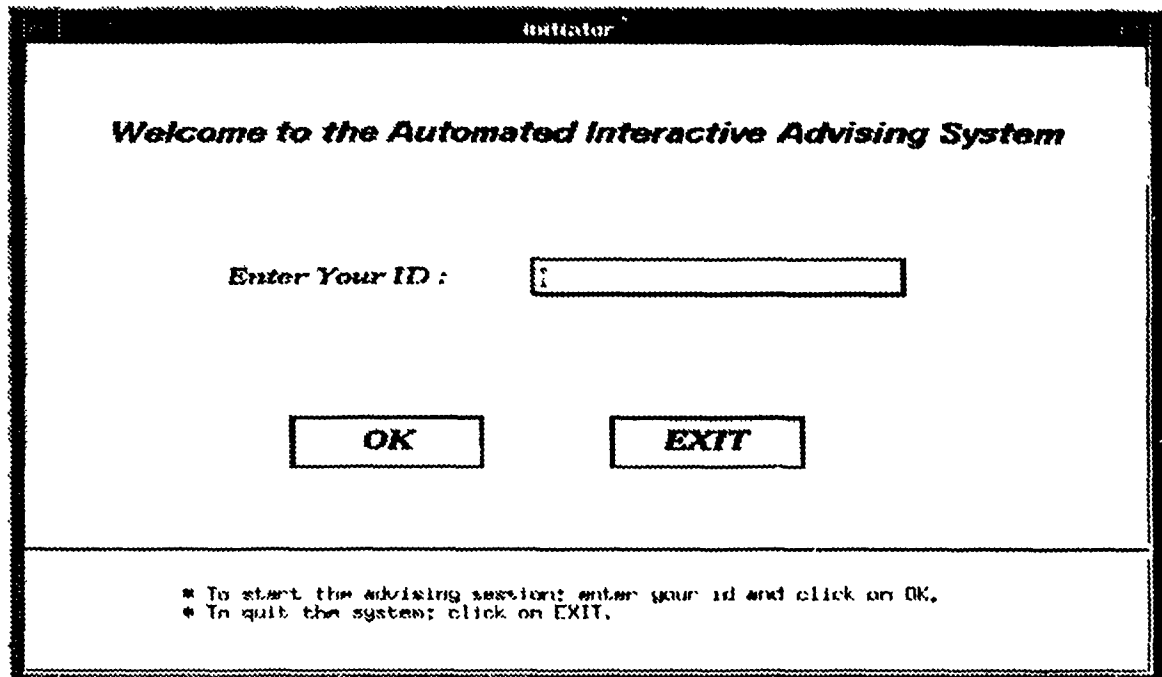 initiator
Welcome to the Automated Interactive Advising System
Enter Your ID :
OK EXIT
* To start the advising session; enter your id and click on OK.
* To quit the system; click on EXIT.